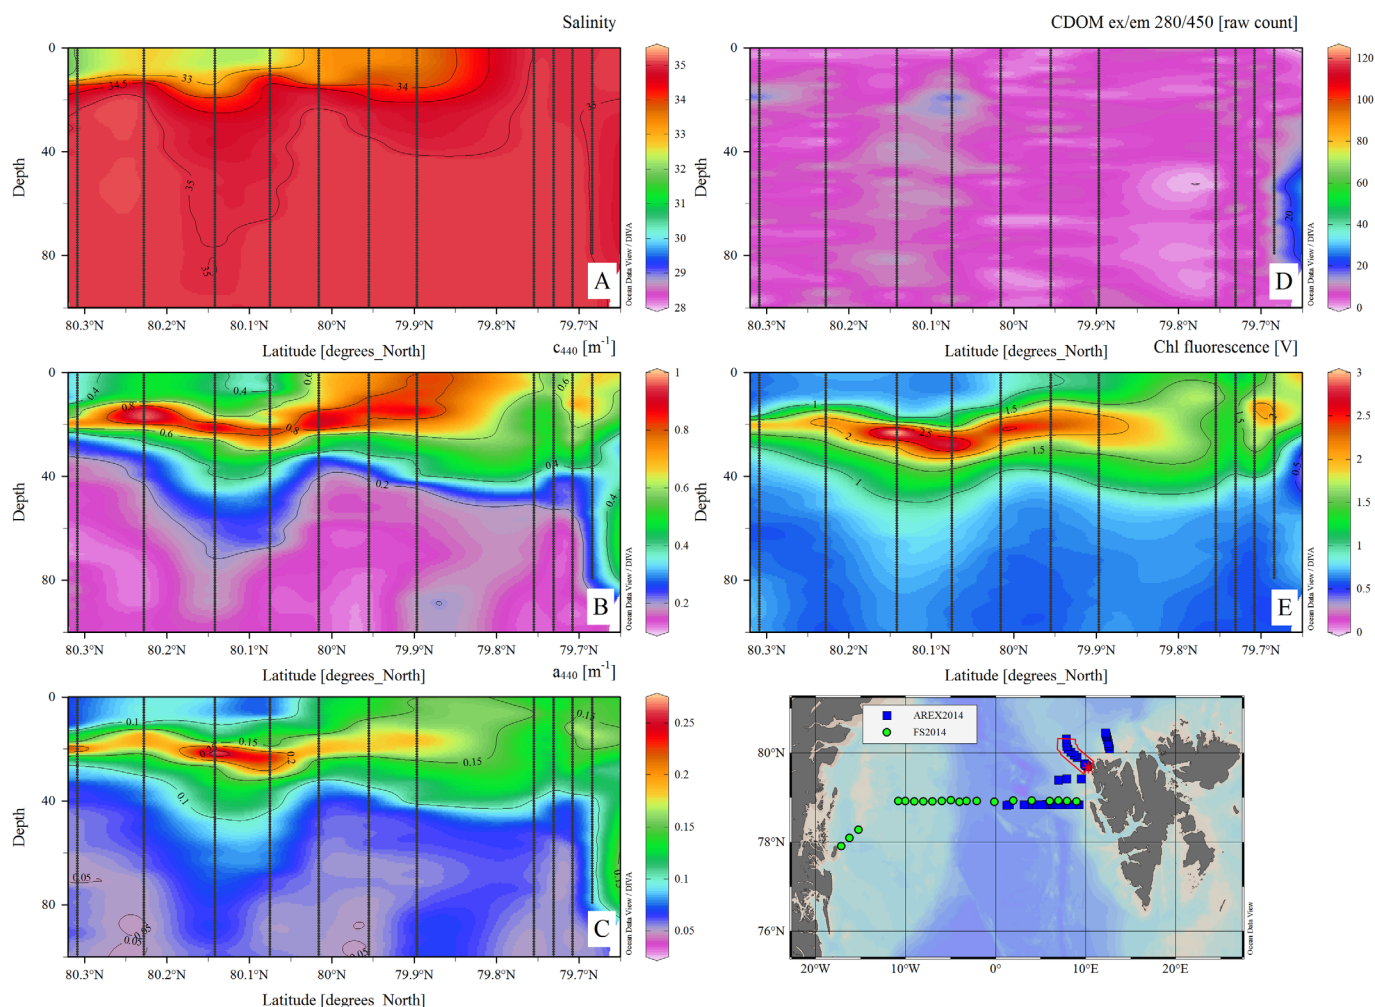 Salinity
0
40
80
Depth
34.5
33
34
35
35
35
A
35
34
33
32
31
30
29
28
Ocean Data View / DIVA
80.3°N 80.2°N 80.1°N 80°N 79.9°N 79.8°N 79.7°N
Latitude [degrees_North]
CDOM ex/em 280/450 [raw count]
0
40
80
Depth
20
D
120
100
80
60
40
20
0
Ocean Data View / DIVA
80.3°N 80.2°N 80.1°N 80°N 79.9°N 79.8°N 79.7°N
Latitude [degrees_North]
c440 [m-1]
0
40
80
Depth
0.4
0.8
0.6
0.4
0.8
0.6
0.2
0.4
0.6
0.4
0
B
1
0.8
0.6
0.4
0.2
Ocean Data View / DIVA
80.3°N 80.2°N 80.1°N 80°N 79.9°N 79.8°N 79.7°N
Latitude [degrees_North]
Chl fluorescence [V]
0
40
80
Depth
1
2
2.5
1.5
1.5
1
1.5
0.5
E
3
2.5
2
1.5
1
0.5
0
Ocean Data View / DIVA
80.3°N 80.2°N 80.1°N 80°N 79.9°N 79.8°N 79.7°N
Latitude [degrees_North]
a440 [m-1]
0
40
80
Depth
0.1
0.15
0.2
0.15
0.15
0.1
0.05
0.05
0.05
C
0.25
0.2
0.15
0.1
0.05
Ocean Data View / DIVA
80.3°N 80.2°N 80.1°N 80°N 79.9°N 79.8°N 79.7°N
Latitude [degrees_North]
AREX2014
FS2014
80°N
78°N
76°N
20°W 10°W 0° 10°E 20°E
Ocean Data View